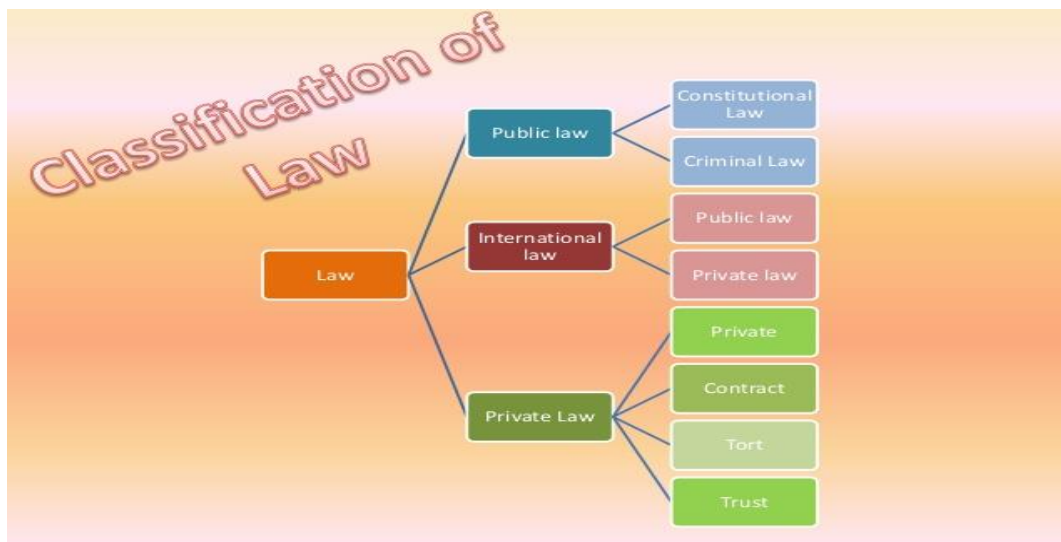 Classification of
Law
Law
Public law
Constitutional
Law
Criminal Law
International
law
Public law
Private law
Private Law
Private
Contract
Tort
Trust